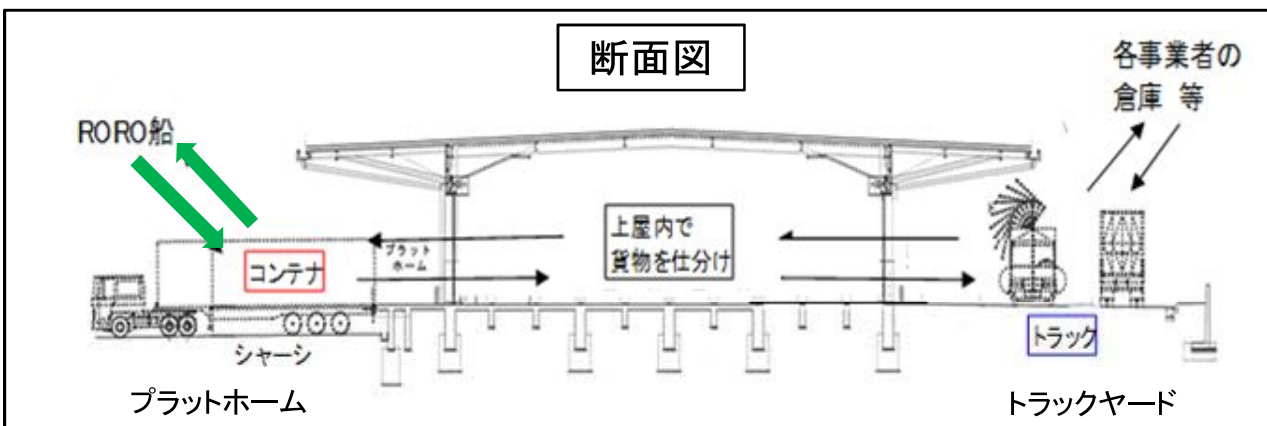 断面図
各事業者の
倉庫 等
RORO船
上屋内で
貨物を仕分け
プラット
ホーム
コンテナ
トラック
シャーシ
プラットホーム
トラックヤード